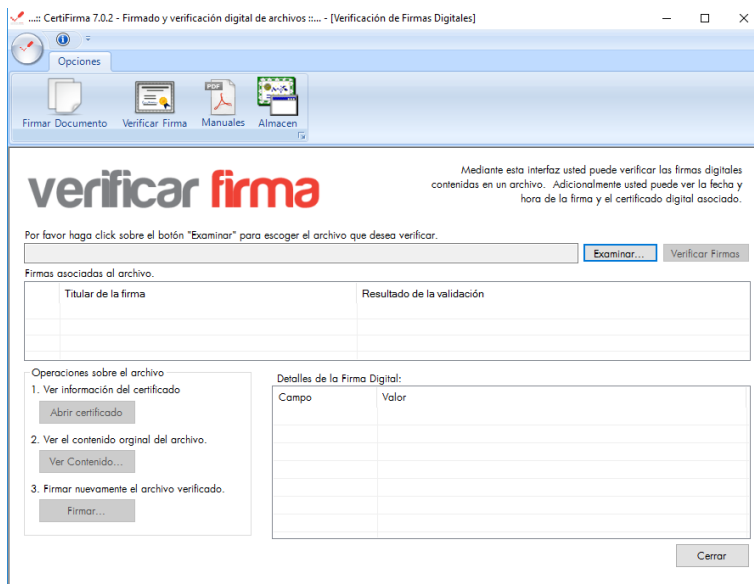 ...:: CertiFirma 7.0.2 - Firmado y verificación digital de archivos ::... - [Verificación de Firmas Digitales]
Opciones
Firmar Documento Verificar Firma Manuales Almacen
PDF
verificar firma
Mediante esta interfaz usted puede verificar las firmas digitales
contenidas en un archivo. Adicionalmente usted puede ver la fecha y
hora de la firma y el certificado digital asociado.
Por favor haga click sobre el botón "Examinar" para escoger el archivo que desea verificar.
Examinar... Verificar Firmas
Firmas asociadas al archivo.
Titular de la firma Resultado de la validación
Operaciones sobre el archivo
1. Ver información del certificado
Abrir certificado
2. Ver el contenido orginal del archivo.
Ver Contenido...
3. Firmar nuevamente el archivo verificado.
Firmar...
Detalles de la Firma Digital:
Campo Valor
Cerrar